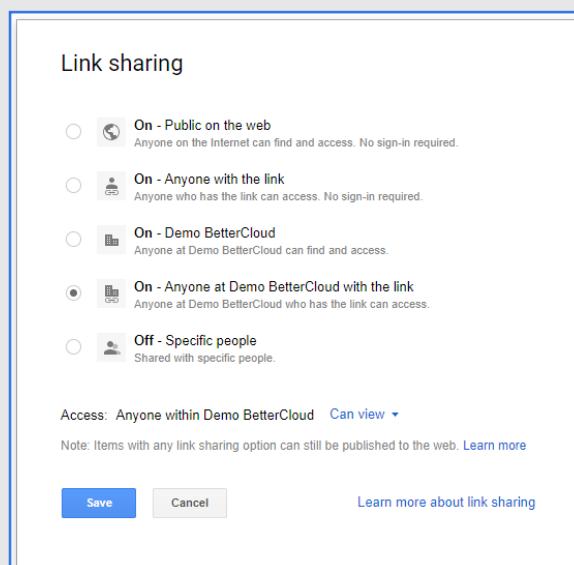 Link sharing
On - Public on the web
Anyone on the Internet can find and access. No sign-in required.
On - Anyone with the link
Anyone who has the link can access. No sign-in required.
On - Demo BetterCloud
Anyone at Demo BetterCloud can find and access.
On - Anyone at Demo BetterCloud with the link
Anyone at Demo BetterCloud who has the link can access.
Off - Specific people
Shared with specific people.
Access: Anyone within Demo BetterCloud Can view
Note: Items with any link sharing option can still be published to the web. Learn more
Save Cancel Learn more about link sharing